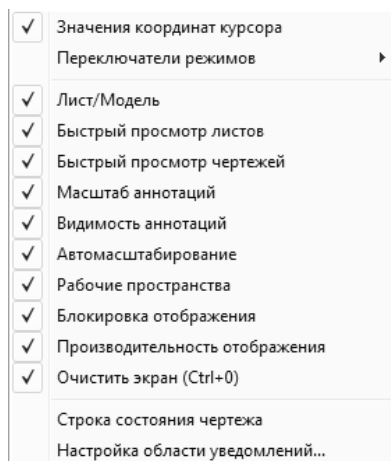 Значения координат курсора
Переключатели режимов
Лист/Модель
Быстрый просмотр листов
Быстрый просмотр чертежей
Масштаб аннотаций
Видимость аннотаций
Автомасштабирование
Рабочие пространства
Блокировка отображения
Производительность отображения
Очистить экран (Ctrl+0)
Строка состояния чертежа
Настройка области уведомлений...